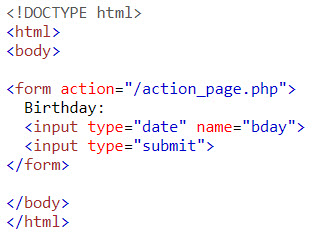 <!DOCTYPE html>
<html>
<body>
<form action="/action_page.php">
Birthday:
<input type="date" name="bday">
<input type="submit">
</form>
</body>
</html>